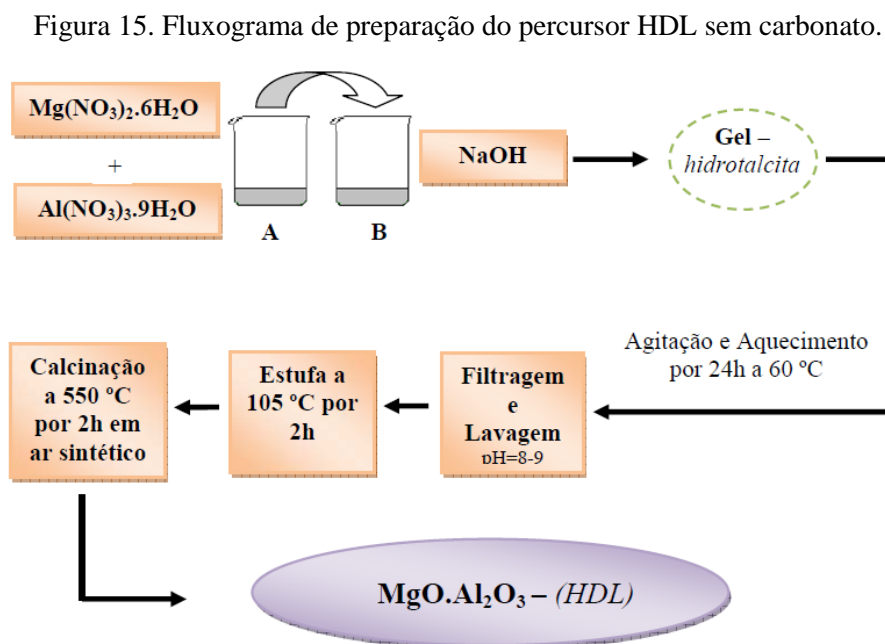 Figura 15. Fluxograma de preparação do percursor HDL sem carbonato.
Mg(NO₃)₂.6H₂O
+
Al(NO₃)₃.9H₂O
A
B
NaOH
Gel –
hidrotalcita
Agitação e Aquecimento
por 24h a 60 ºC
Filtragem
e
Lavagem
pH=8-9
Estufa a
105 ºC por
2h
Calcinação
a 550 ºC
por 2h em
ar sintético
MgO.Al₂O₃ – (HDL)